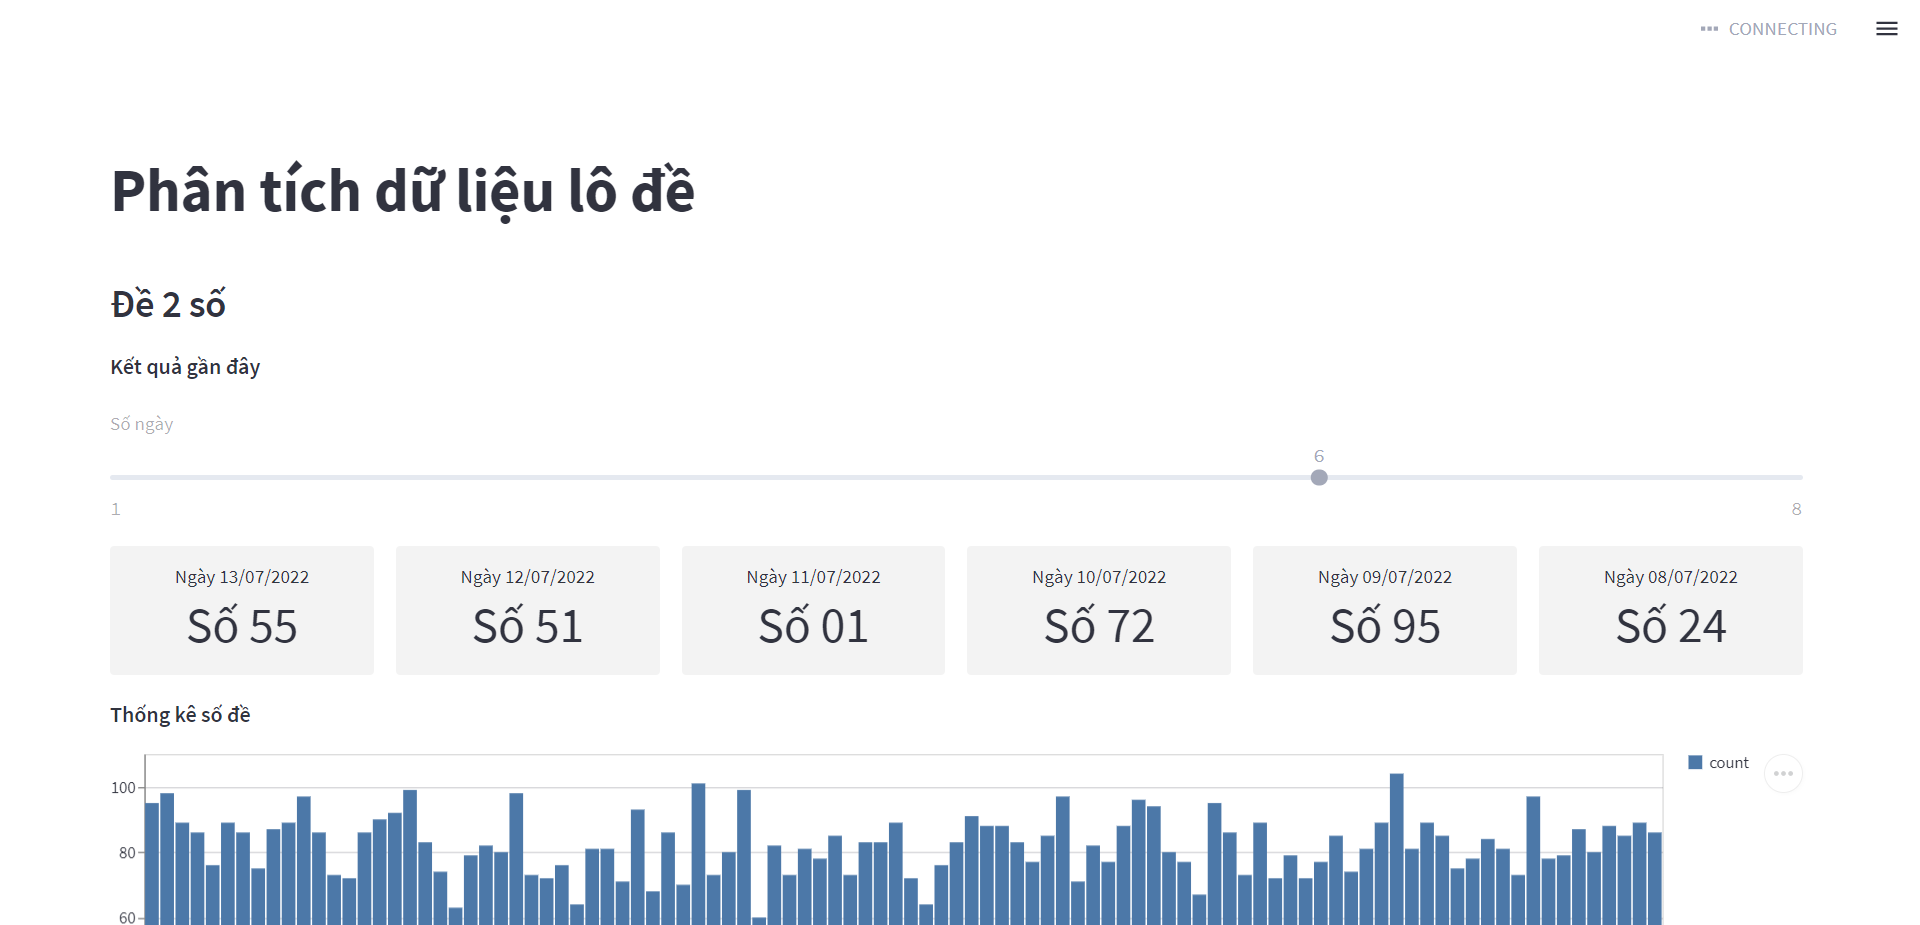 CONNECTING
Phân tích dữ liệu lô đề
Đề 2 số
Kết quả gần đây
Số ngày
6
1 8
Ngày 13/07/2022 Ngày 12/07/2022 Ngày 11/07/2022 Ngày 10/07/2022 Ngày 09/07/2022 Ngày 08/07/2022
Số 55 Số 51 Số 01 Số 72 Số 95 Số 24
Thống kê số đề
count
100
80
60